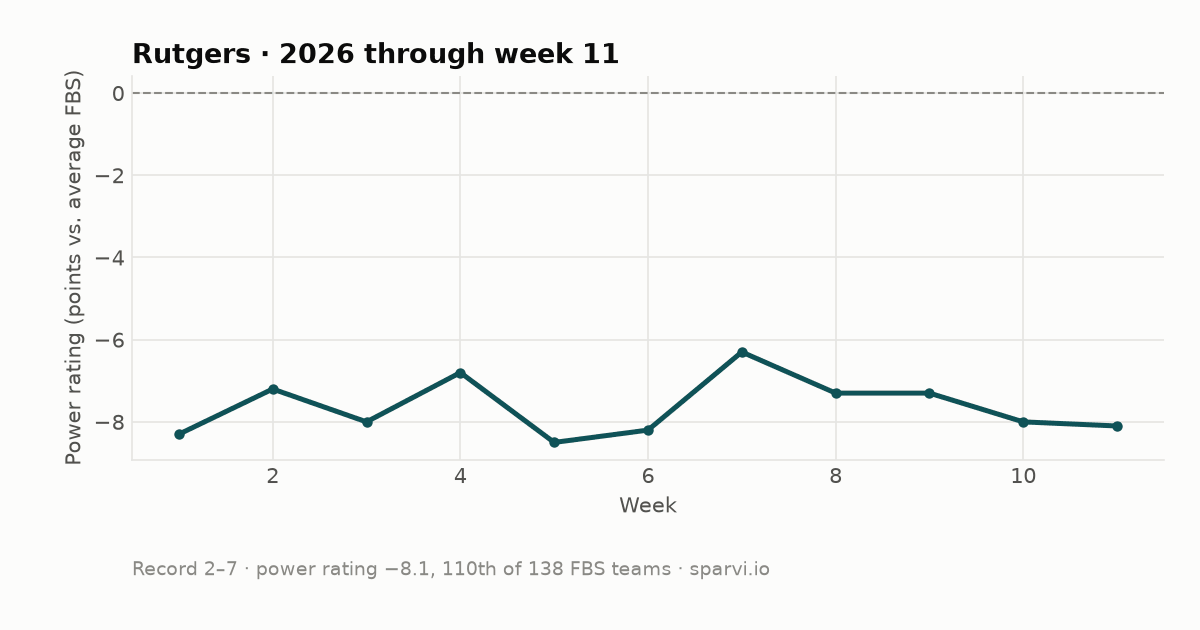 Rutgers · 2026 through week 11
Power rating (points vs. average FBS)
0
−2
−4
−6
−8
2 4 6 8 10
Week
Record 2–7 · power rating −8.1, 110th of 138 FBS teams · sparvi.io